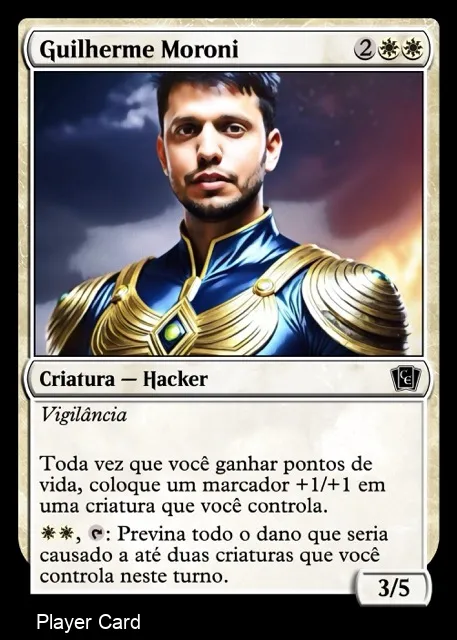 Guilherme Moroni 2
Criatura — Hacker
Vigilância
Toda vez que você ganhar pontos de
vida, coloque um marcador +1/+1 em
uma criatura que você controla.
, : Previna todo o dano que seria
causado a até duas criaturas que você
controla neste turno.
3/5
Player Card